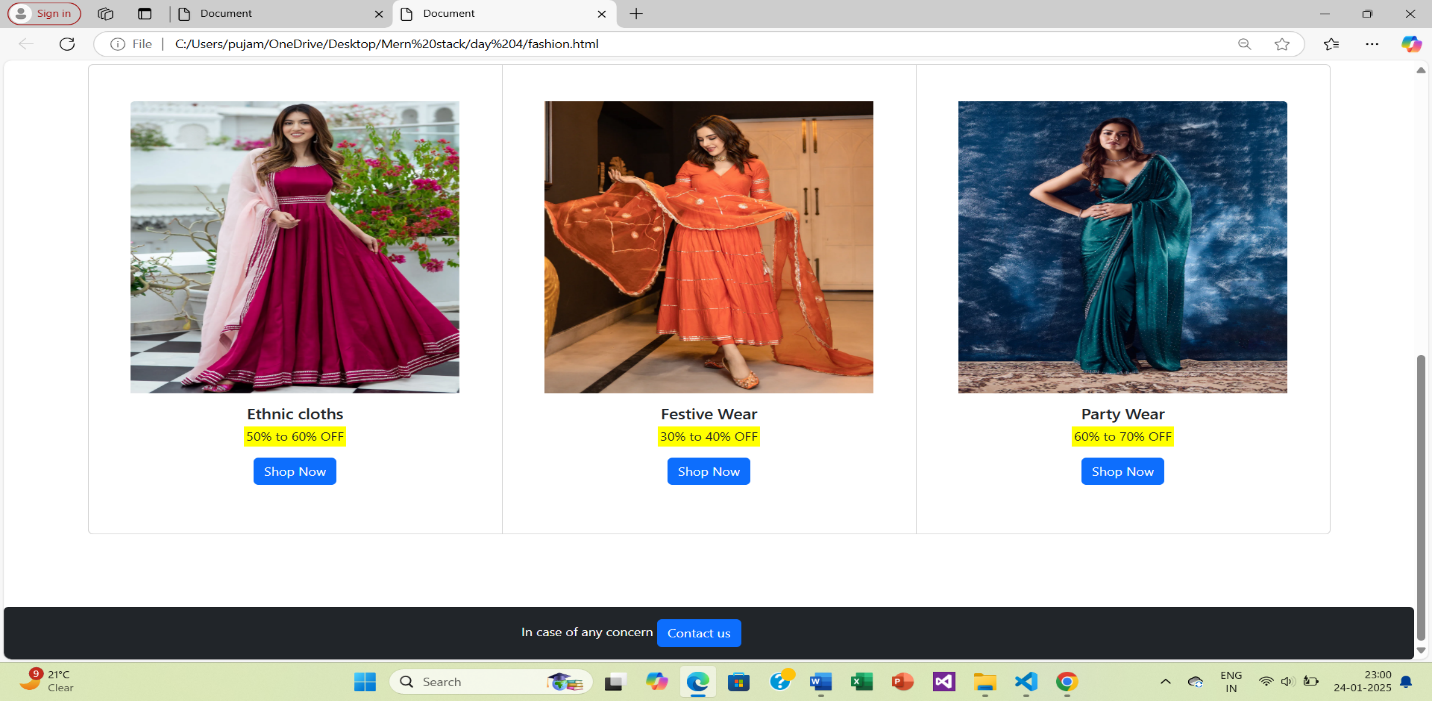 Sign in
Document
Document
File
C:/Users/pujam/OneDrive/Desktop/Mern%20stack/day%204/fashion.html
Ethnic cloths
50% to 60% OFF
Shop Now
Festive Wear
30% to 40% OFF
Shop Now
Party Wear
60% to 70% OFF
Shop Now
In case of any concern Contact us
9
21°C
Clear
Search
ENG
IN
23:00
24-01-2025